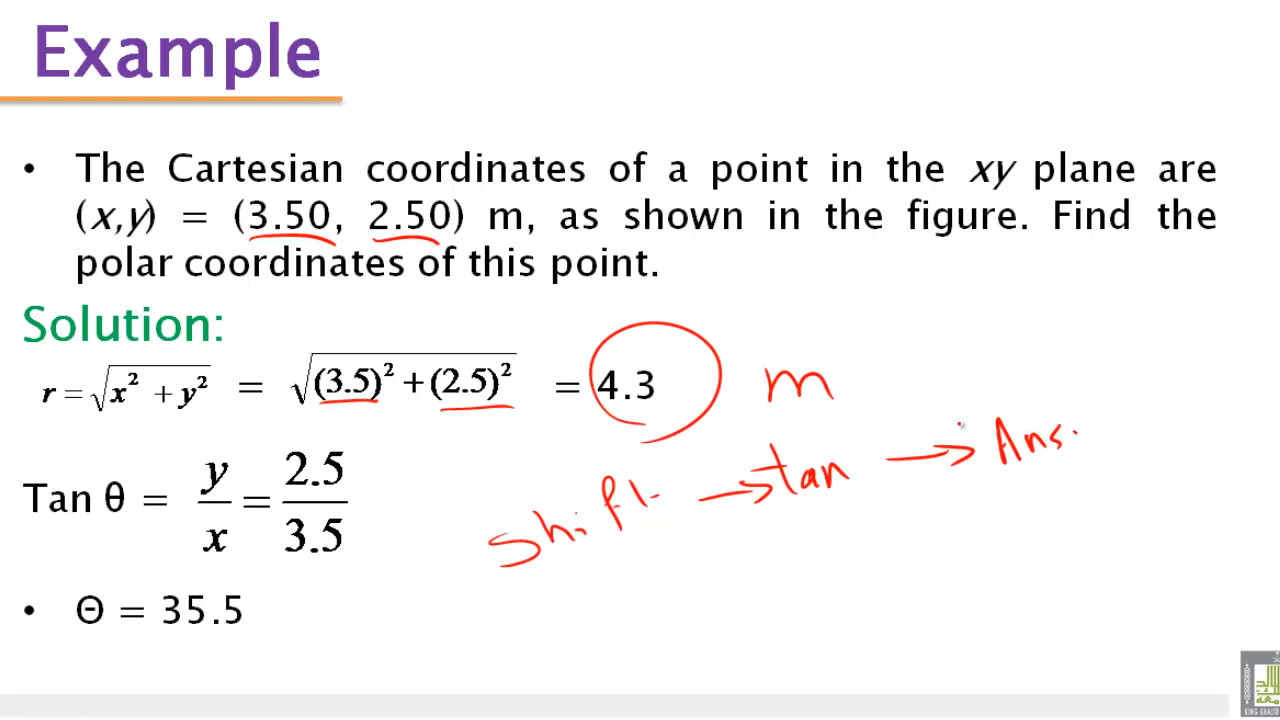 Example
• The Cartesian coordinates of a point in the xy plane are
(x,y) = (3.50, 2.50) m, as shown in the figure. Find the
polar coordinates of this point.
Solution:
r = √x² + y² = √(3.5)² + (2.5)² = 4.3 m
Tan θ = y/x = 2.5/3.5
shift → tan → Ans.
• Θ = 35.5
KING KHALID